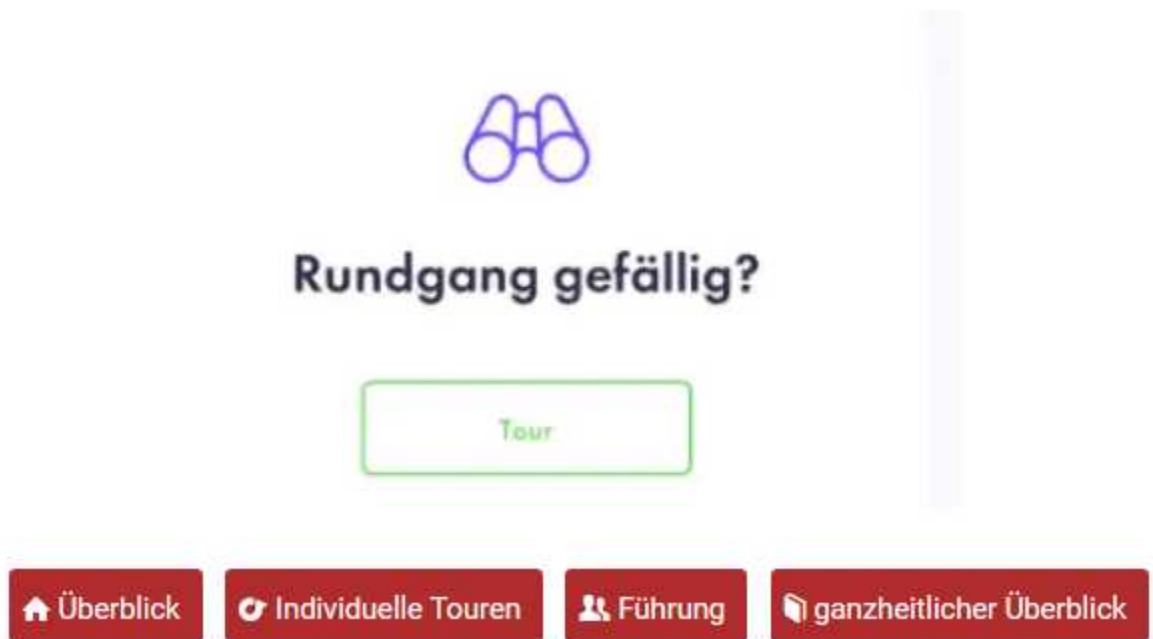 Rundgang gefällig?
Tour
Überblick Individuelle Touren Führung ganzheitlicher Überblick